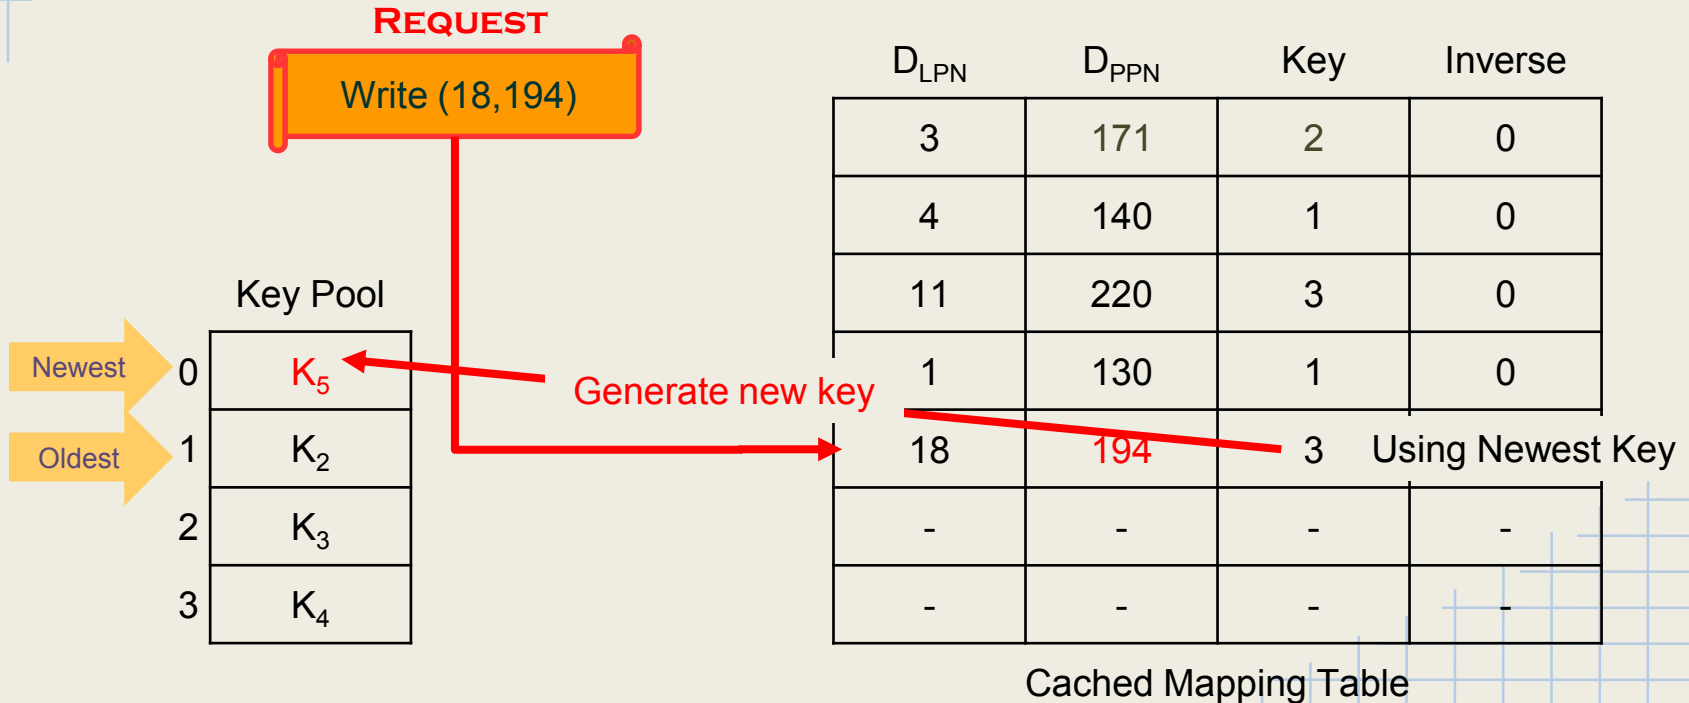 REQUEST
Write (18,194)
D_LPN D_PPN Key Inverse
3 171 2 0
4 140 1 0
11 220 3 0
1 130 1 0
18 194 3 Using Newest Key
- - - -
- - - -
Cached Mapping Table
Generate new key
Key Pool
Newest 0 K5
Oldest 1 K2
2 K3
3 K4